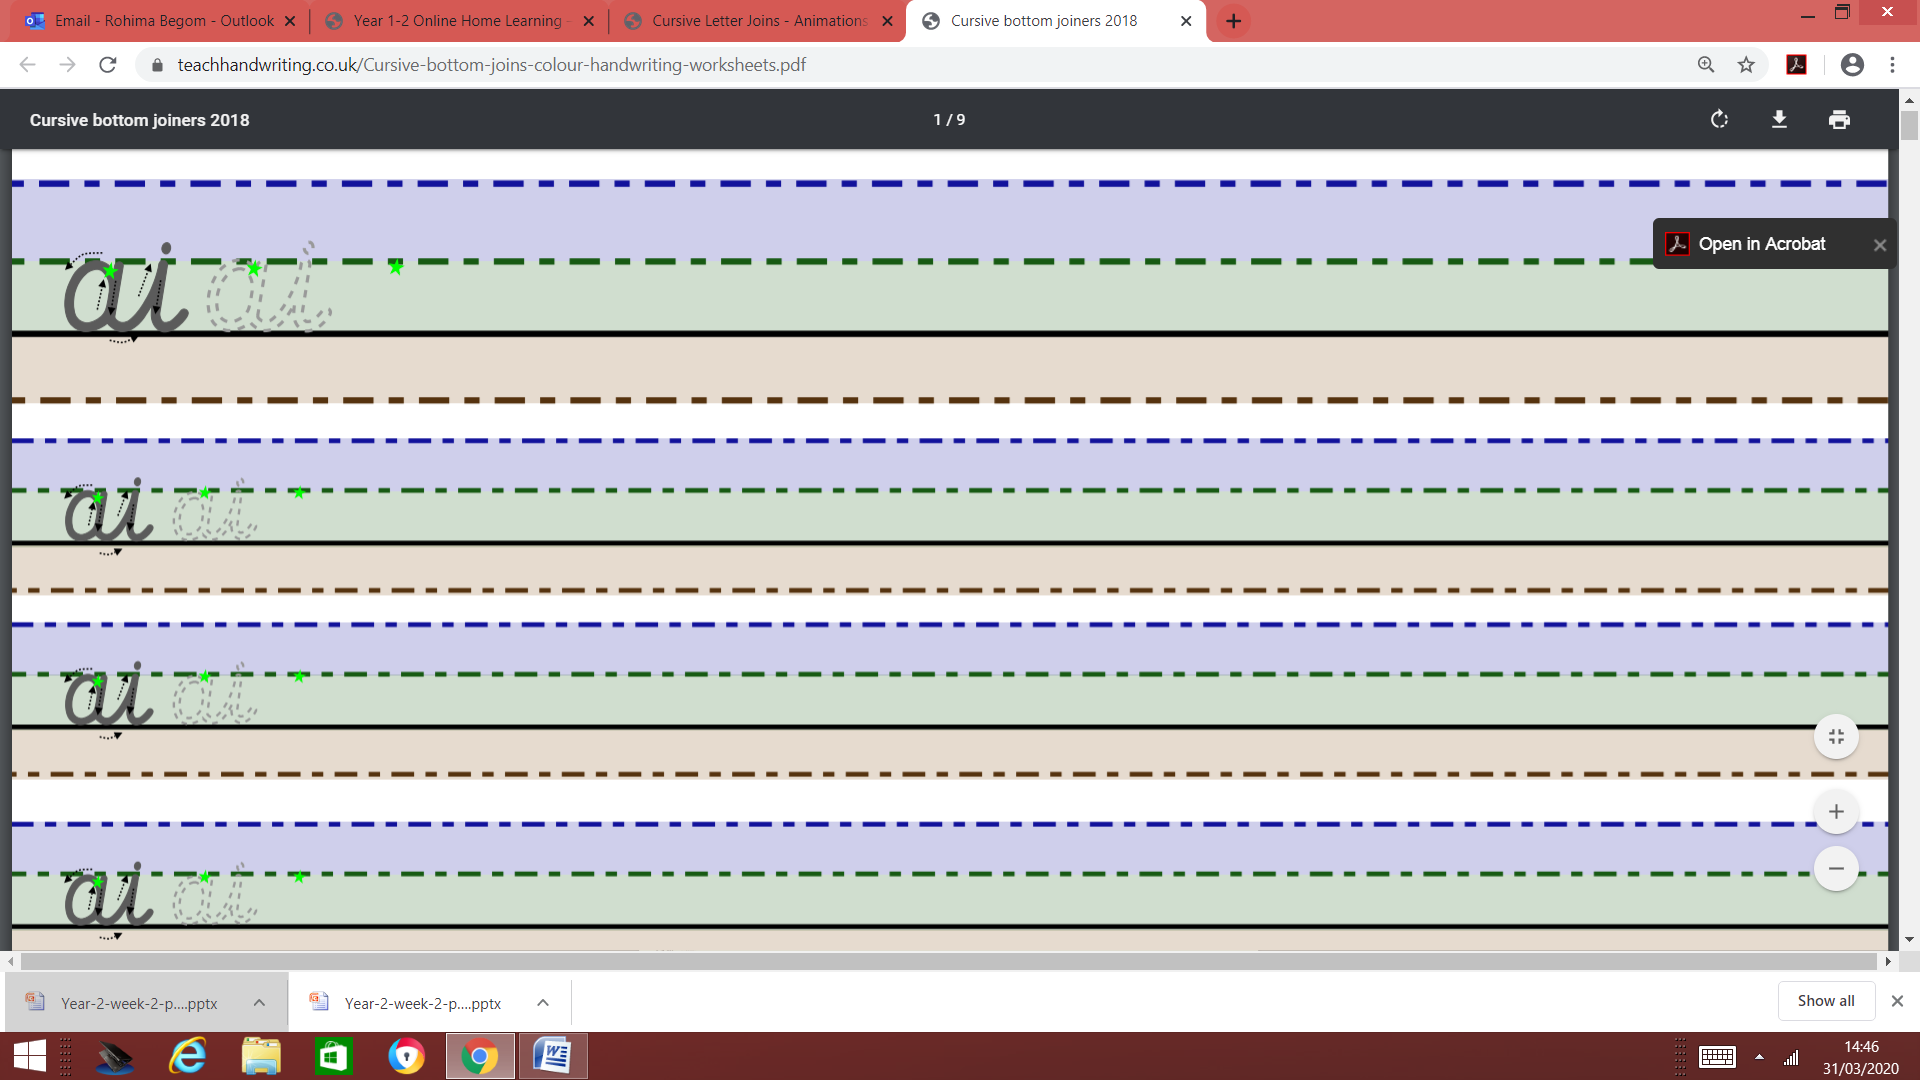 Email - Rohima Begom - Outlook
Year 1-2 Online Home Learning -
Cursive Letter Joins - Animations
Cursive bottom joiners 2018
teachhandwriting.co.uk/Cursive-bottom-joins-colour-handwriting-worksheets.pdf
Cursive bottom joiners 2018
1 / 9
Open in Acrobat
ai ai
ai ai
ai ai
ai ai
Year-2-week-2-p....pptx
Year-2-week-2-p....pptx
Show all
14:46
31/03/2020